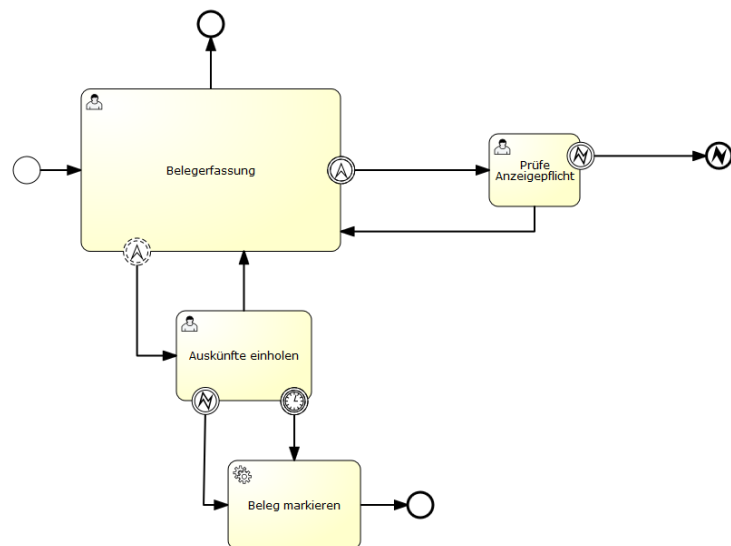 Belegerfassung
Prüfe
Anzeigepflicht
Auskünfte einholen
Beleg markieren